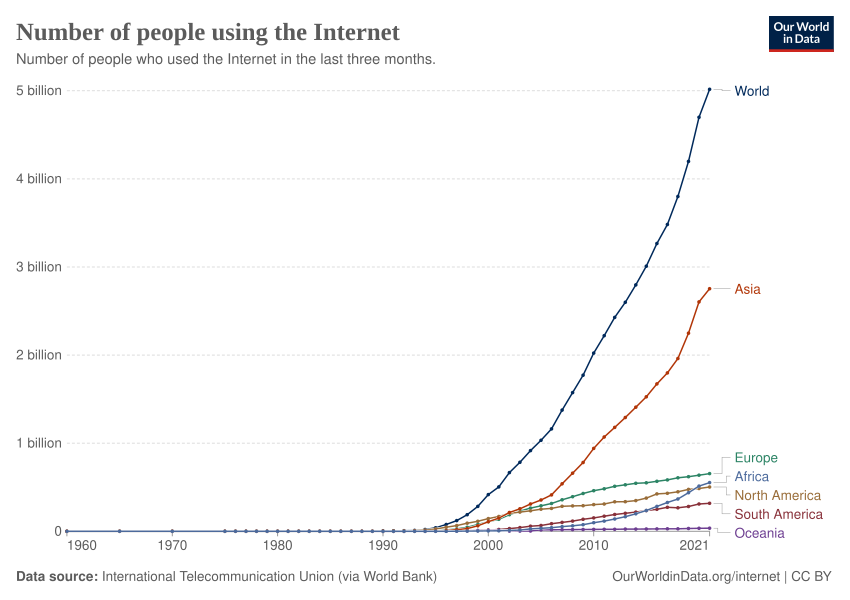 Number of people using the Internet
Number of people who used the Internet in the last three months.
Our World
in Data
5 billion
4 billion
3 billion
2 billion
1 billion
0
1960
1970
1980
1990
2000
2010
2021
World
Asia
Europe
Africa
North America
South America
Oceania
Data source: International Telecommunication Union (via World Bank)
OurWorldinData.org/internet | CC BY